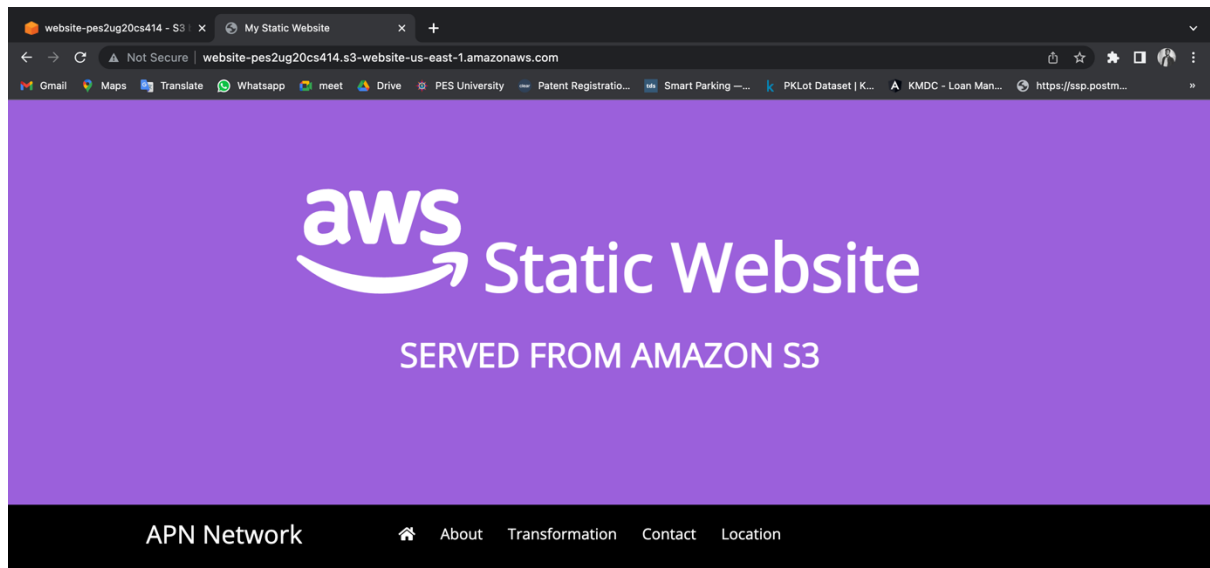 website-pes2ug20cs414 - S3
My Static Website
Not Secure | website-pes2ug20cs414.s3-website-us-east-1.amazonaws.com
Gmail Maps Translate Whatsapp meet Drive PES University Patent Registratio... Smart Parking —... PKLot Dataset | K... KMDC - Loan Man... https://ssp.postm... »
aws Static Website
SERVED FROM AMAZON S3
APN Network About Transformation Contact Location